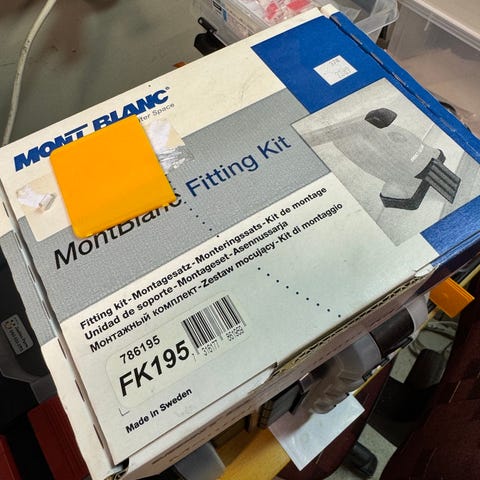 MONT BLANC
ter Space
MontBlanc Fitting Kit
Fitting kit - Montagesatz - Monteringssats - Kit de montage
Unidad de soporte - Montageset - Asennussarja
Монтажный комплект - Zestaw mocujący - Kit di montaggio
786195
FK195
Made in Sweden